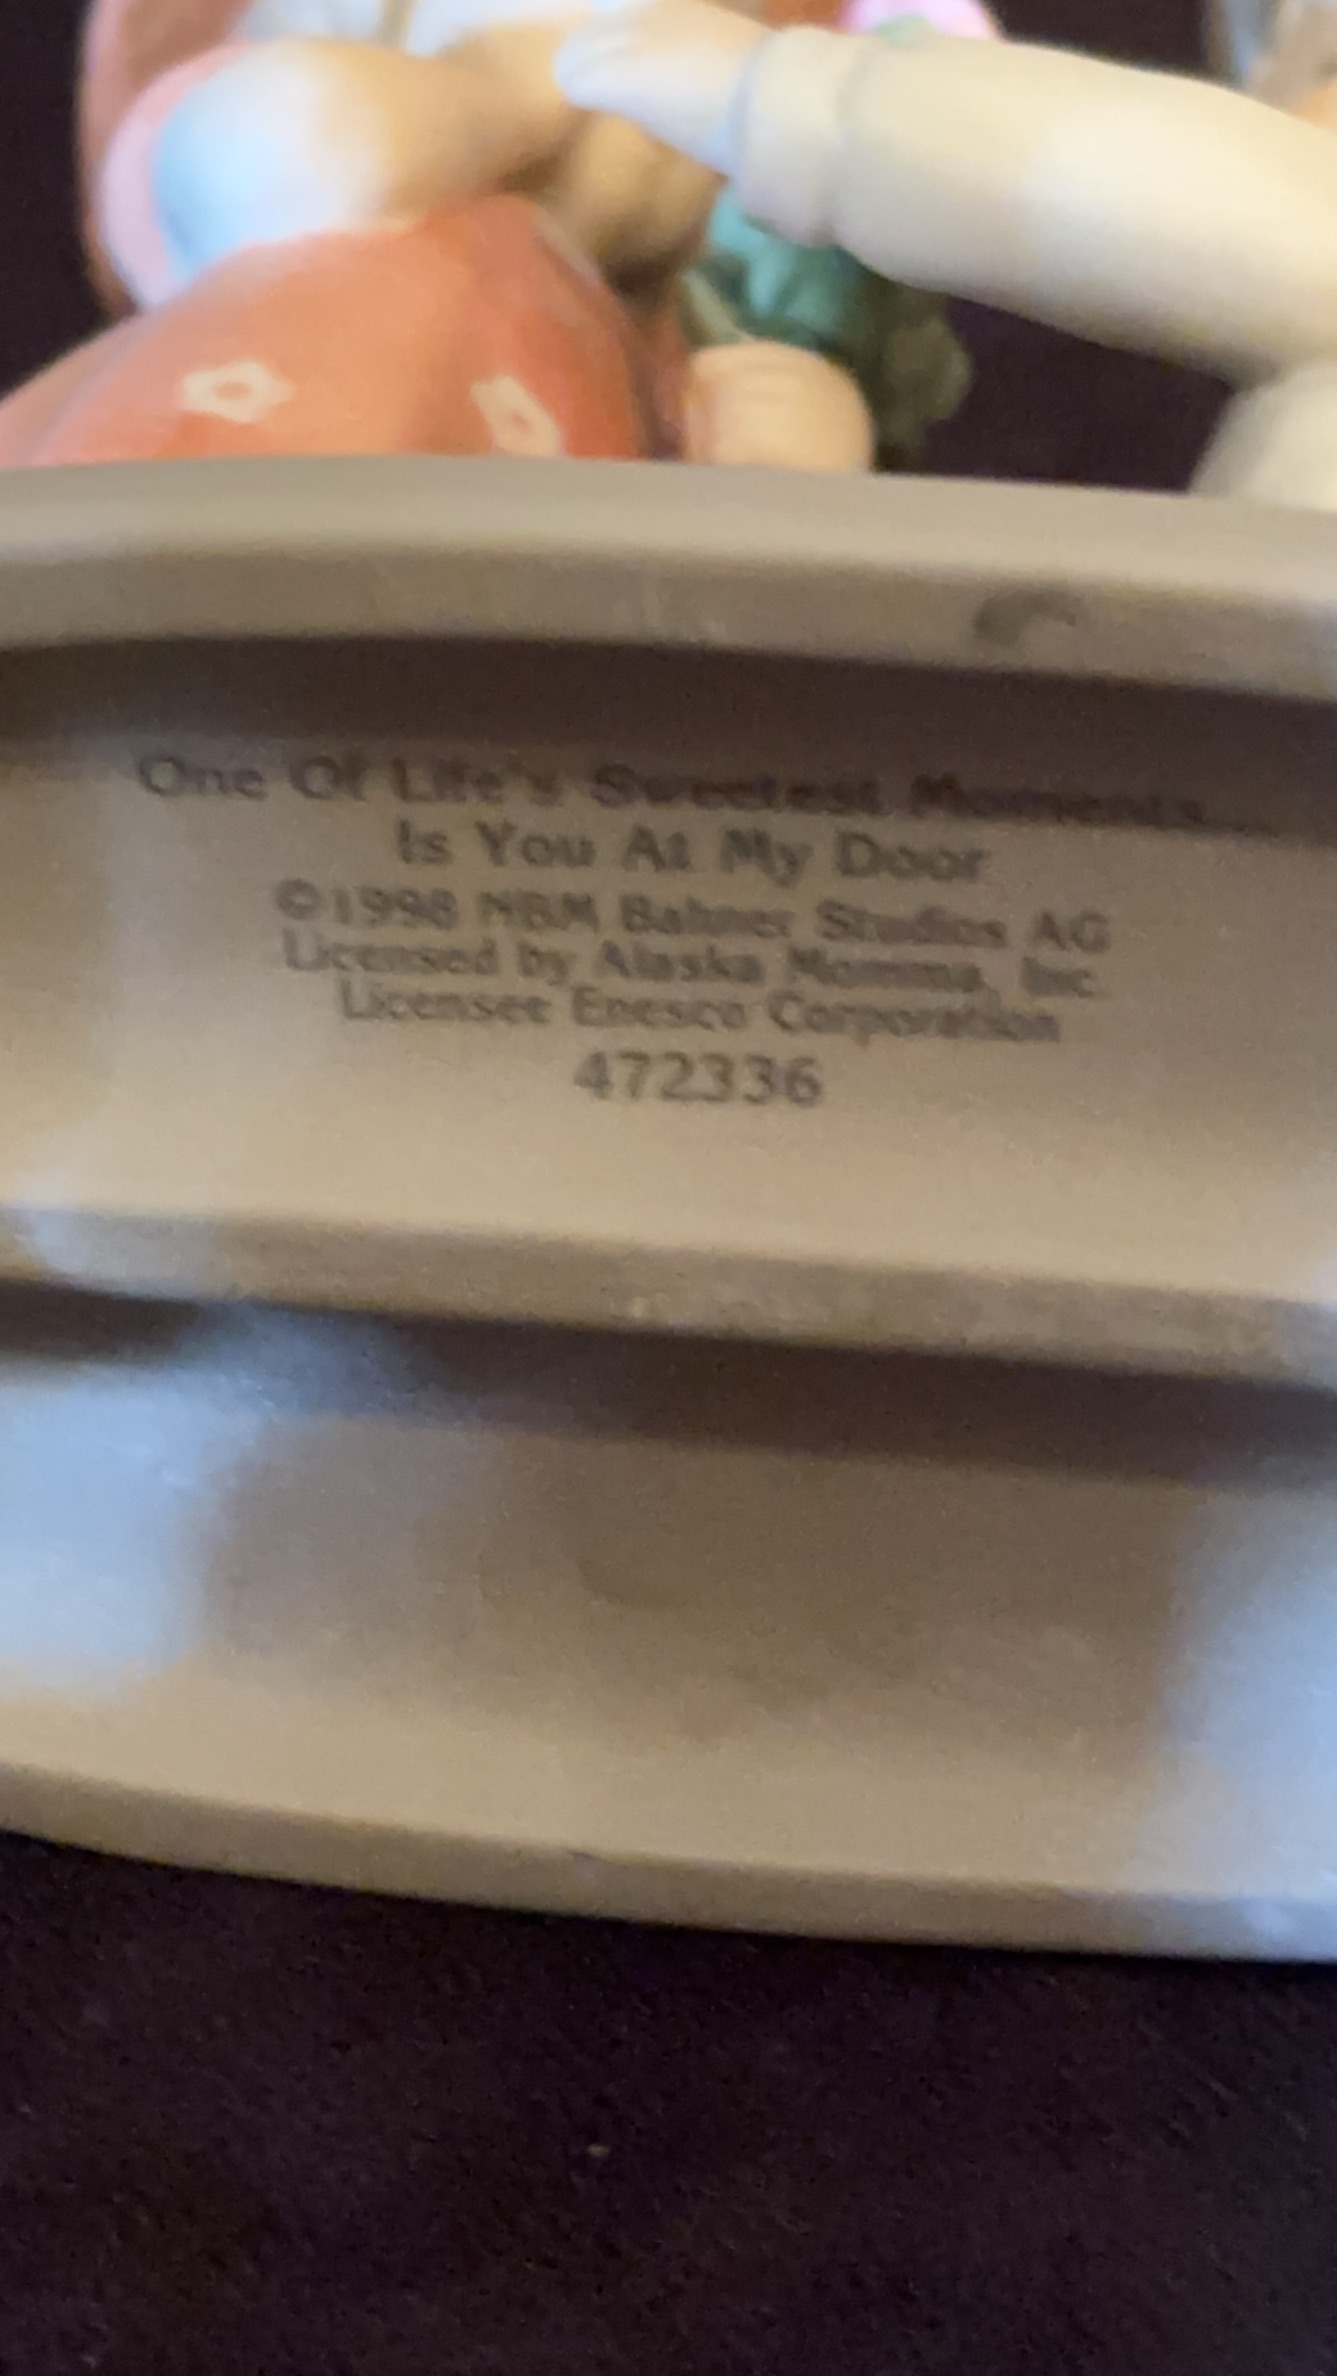 One Of Life's Sweetest Moments...
Is You At My Door
©1998 NBM Bahner Studios AG
Licensed by Alaska Momma, Inc.
Licensee Enesco Corporation
472336